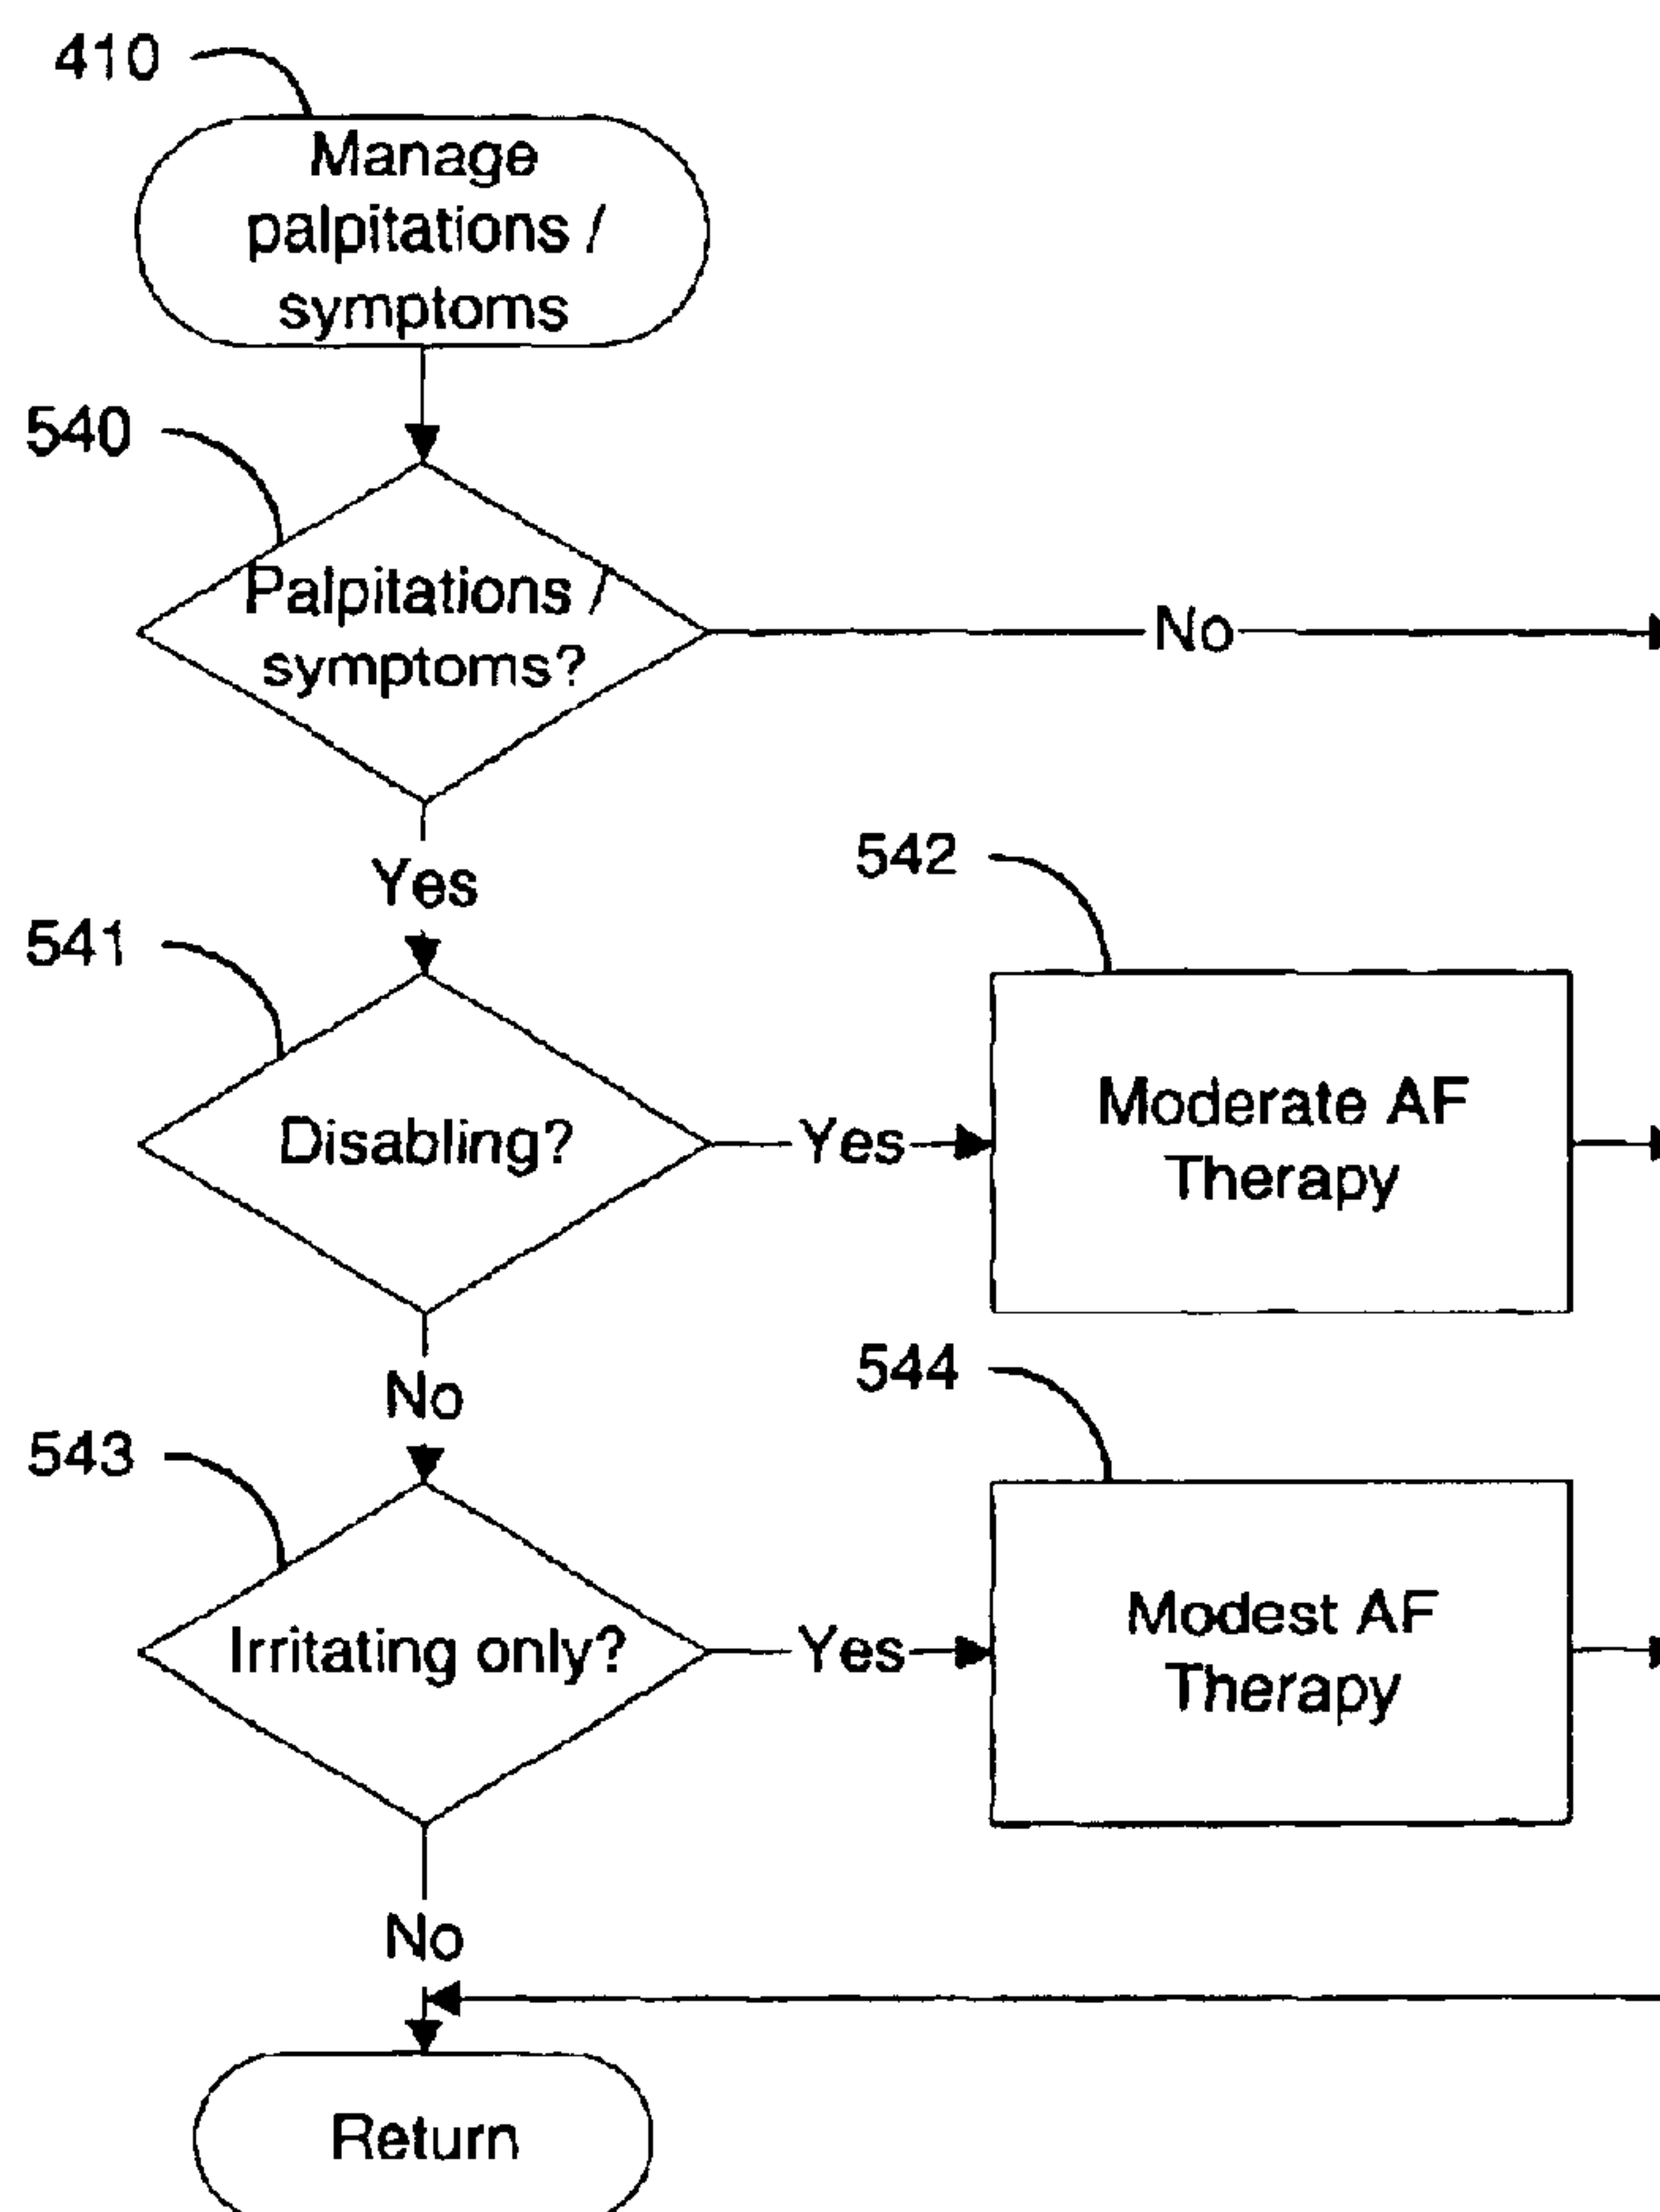 410
Manage
palpitations /
symptoms
540
Palpitations /
symptoms?
No
Yes
542
541
Disabling?
Yes
Moderate AF
Therapy
No
544
543
Irritating only?
Yes
Modest AF
Therapy
No
Return